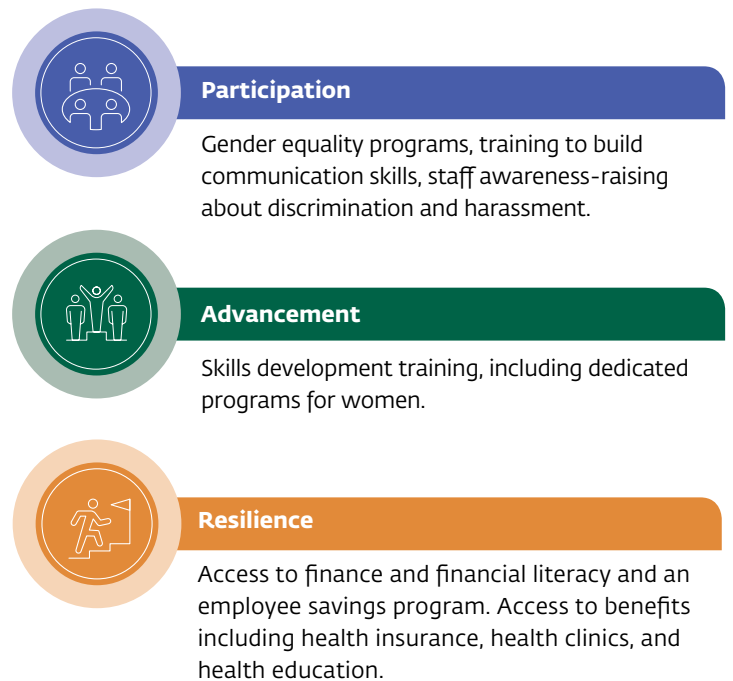 Participation
Gender equality programs, training to build
communication skills, staff awareness-raising
about discrimination and harassment.
Advancement
Skills development training, including dedicated
programs for women.
Resilience
Access to finance and financial literacy and an
employee savings program. Access to benefits
including health insurance, health clinics, and
health education.